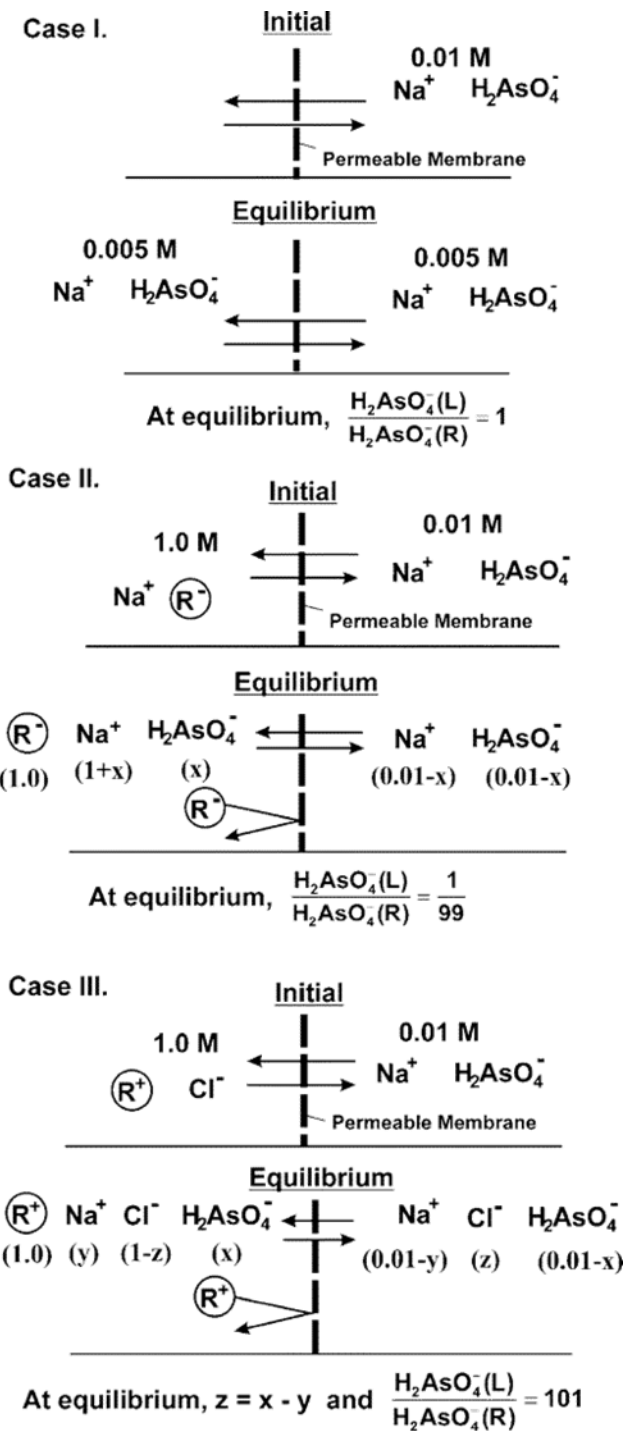 Case I.
Initial
0.01 M
Na⁺ H₂AsO₄⁻
Permeable Membrane
Equilibrium
0.005 M 0.005 M
Na⁺ H₂AsO₄⁻ Na⁺ H₂AsO₄⁻
At equilibrium, H₂AsO₄⁻(L) / H₂AsO₄⁻(R) = 1
Case II.
Initial
1.0 M 0.01 M
Na⁺ R⁻ Na⁺ H₂AsO₄⁻
Permeable Membrane
Equilibrium
R⁻ Na⁺ H₂AsO₄⁻ Na⁺ H₂AsO₄⁻
(1.0) (1+x) (x) (0.01-x) (0.01-x)
R⁻
At equilibrium, H₂AsO₄⁻(L) / H₂AsO₄⁻(R) = 1 / 99
Case III.
Initial
1.0 M 0.01 M
R⁺ Cl⁻ Na⁺ H₂AsO₄⁻
Permeable Membrane
Equilibrium
R⁺ Na⁺ Cl⁻ H₂AsO₄⁻ Na⁺ Cl⁻ H₂AsO₄⁻
(1.0) (y) (1-z) (x) (0.01-y) (z) (0.01-x)
R⁺
At equilibrium, z = x - y and H₂AsO₄⁻(L) / H₂AsO₄⁻(R) = 101